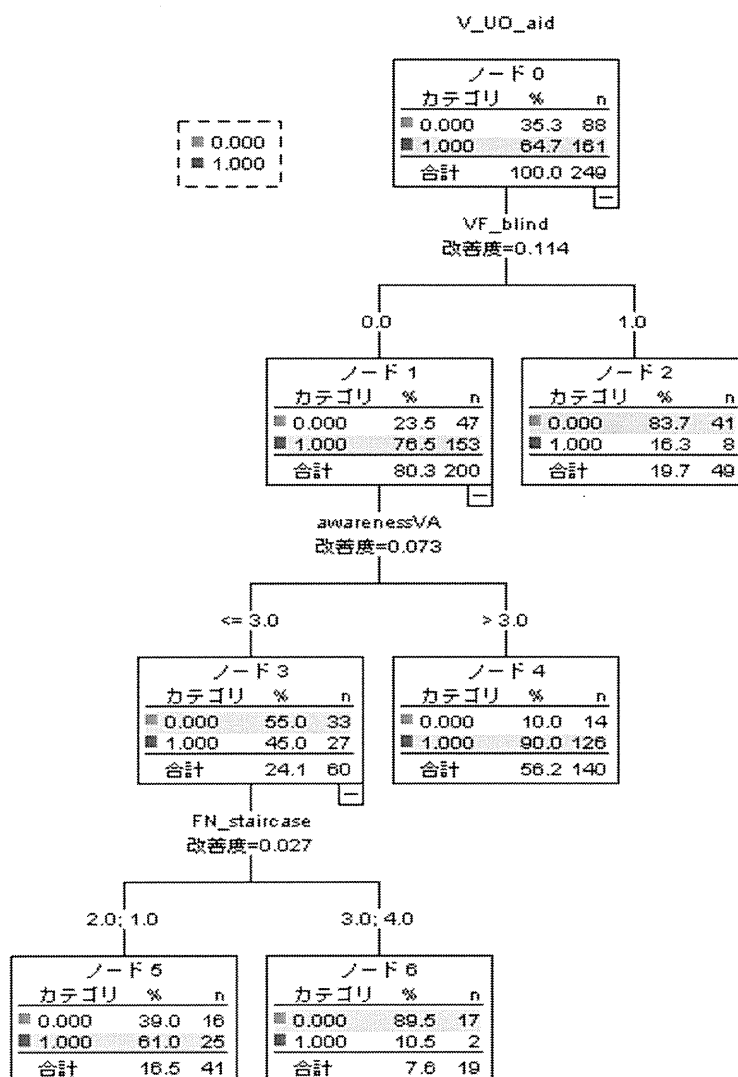 V_UO_aid
0.000
1.000
ノード 0
カテゴリ % n
0.000 35.3 88
1.000 64.7 161
合計 100.0 249
VF_blind
改善度=0.114
0.0
1.0
ノード 1
カテゴリ % n
0.000 23.5 47
1.000 76.5 153
合計 80.3 200
ノード 2
カテゴリ % n
0.000 83.7 41
1.000 16.3 8
合計 19.7 49
awarenessVA
改善度=0.073
<= 3.0
> 3.0
ノード 3
カテゴリ % n
0.000 55.0 33
1.000 45.0 27
合計 24.1 60
ノード 4
カテゴリ % n
0.000 10.0 14
1.000 90.0 126
合計 56.2 140
FN_staircase
改善度=0.027
2.0; 1.0
3.0; 4.0
ノード 5
カテゴリ % n
0.000 39.0 16
1.000 61.0 25
合計 16.5 41
ノード 6
カテゴリ % n
0.000 89.5 17
1.000 10.5 2
合計 7.6 19